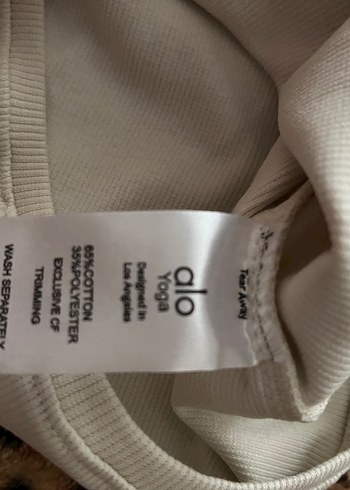 Tear Away
alo
Yoga
Designed in
Los Angeles
65%COTTON
35%POLYESTER
EXCLUSIVE OF
TRIMMING
WASH SEPARATELY